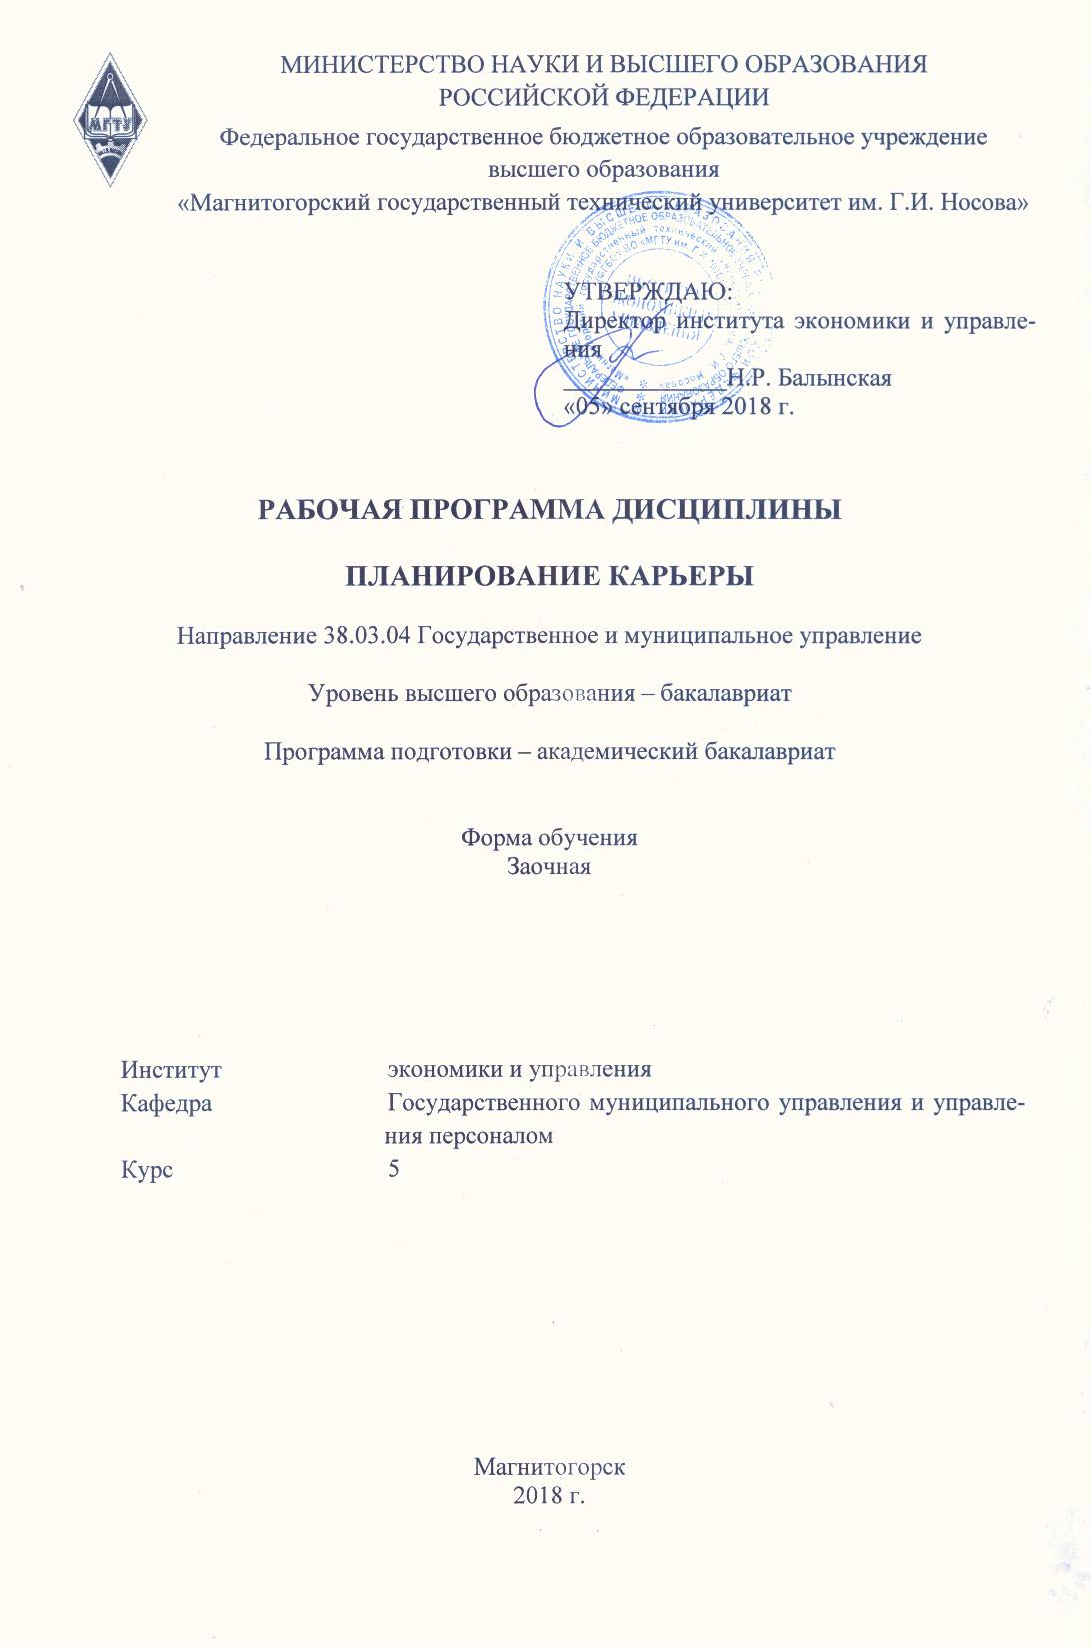 МИНИСТЕРСТВО НАУКИ И ВЫСШЕГО ОБРАЗОВАНИЯ
РОССИЙСКОЙ ФЕДЕРАЦИИ
Федеральное государственное бюджетное образовательное учреждение
высшего образования
«Магнитогорский государственный технический университет им. Г.И. Носова»
МГТУ
УТВЕРЖДАЮ:
Директор института экономики и управле-
ния
Н.Р. Балынская
«05» сентября 2018 г.
РАБОЧАЯ ПРОГРАММА ДИСЦИПЛИНЫ
ПЛАНИРОВАНИЕ КАРЬЕРЫ
Направление 38.03.04 Государственное и муниципальное управление
Уровень высшего образования – бакалавриат
Программа подготовки – академический бакалавриат
Форма обучения
Заочная
Институт экономики и управления
Кафедра Государственного муниципального управления и управле-
ния персоналом
Курс 5
Магнитогорск
2018 г.